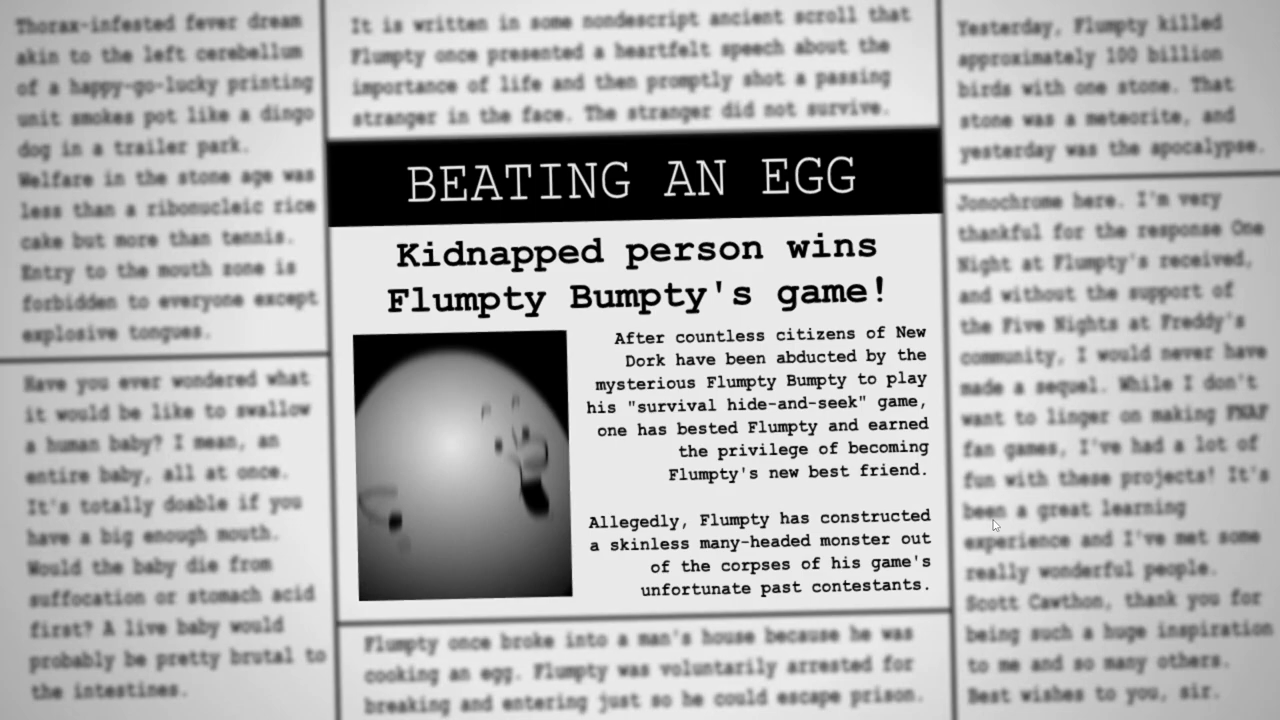 Thorax-infested fever dream
akin to the left cerebellum
of a happy-go-lucky printing
unit smokes pot like a dingo
dog in a trailer park.
Welfare in the stone age was
less than a ribonucleic rice
cake but more than tennis.
Entry to the mouth zone is
forbidden to everyone except
explosive tongues.
Have you ever wondered what
it would be like to swallow
a human baby? I mean, an
entire baby, all at once.
It's totally doable if you
have a big enough mouth.
Would the baby die from
suffocation or stomach acid
first? A live baby would
probably be pretty brutal to
the intestines.
It is written in some nondescript ancient scroll that
Flumpty once presented a heartfelt speech about the
importance of life and then promptly shot a passing
stranger in the face. The stranger did not survive.
BEATING AN EGG
Kidnapped person wins
Flumpty Bumpty's game!
After countless citizens of New
Dork have been abducted by the
mysterious Flumpty Bumpty to play
his "survival hide-and-seek" game,
one has bested Flumpty and earned
the privilege of becoming
Flumpty's new best friend.
Allegedly, Flumpty has constructed
a skinless many-headed monster out
of the corpses of his game's
unfortunate past contestants.
Flumpty once broke into a man's house because he was
cooking an egg. Flumpty was voluntarily arrested for
breaking and entering just so he could escape prison.
Yesterday, Flumpty killed
approximately 100 billion
birds with one stone. That
stone was a meteorite, and
yesterday was the apocalypse.
Jonochrome here. I'm very
thankful for the response One
Night at Flumpty's received,
and without the support of
the Five Nights at Freddy's
community, I would never have
made a sequel. While I don't
want to linger on making FNAF
fan games, I've had a lot of
fun with these projects! It's
been a great learning
experience and I've met some
really wonderful people.
Scott Cawthon, thank you for
being such a huge inspiration
to me and so many others.
Best wishes to you, sir.